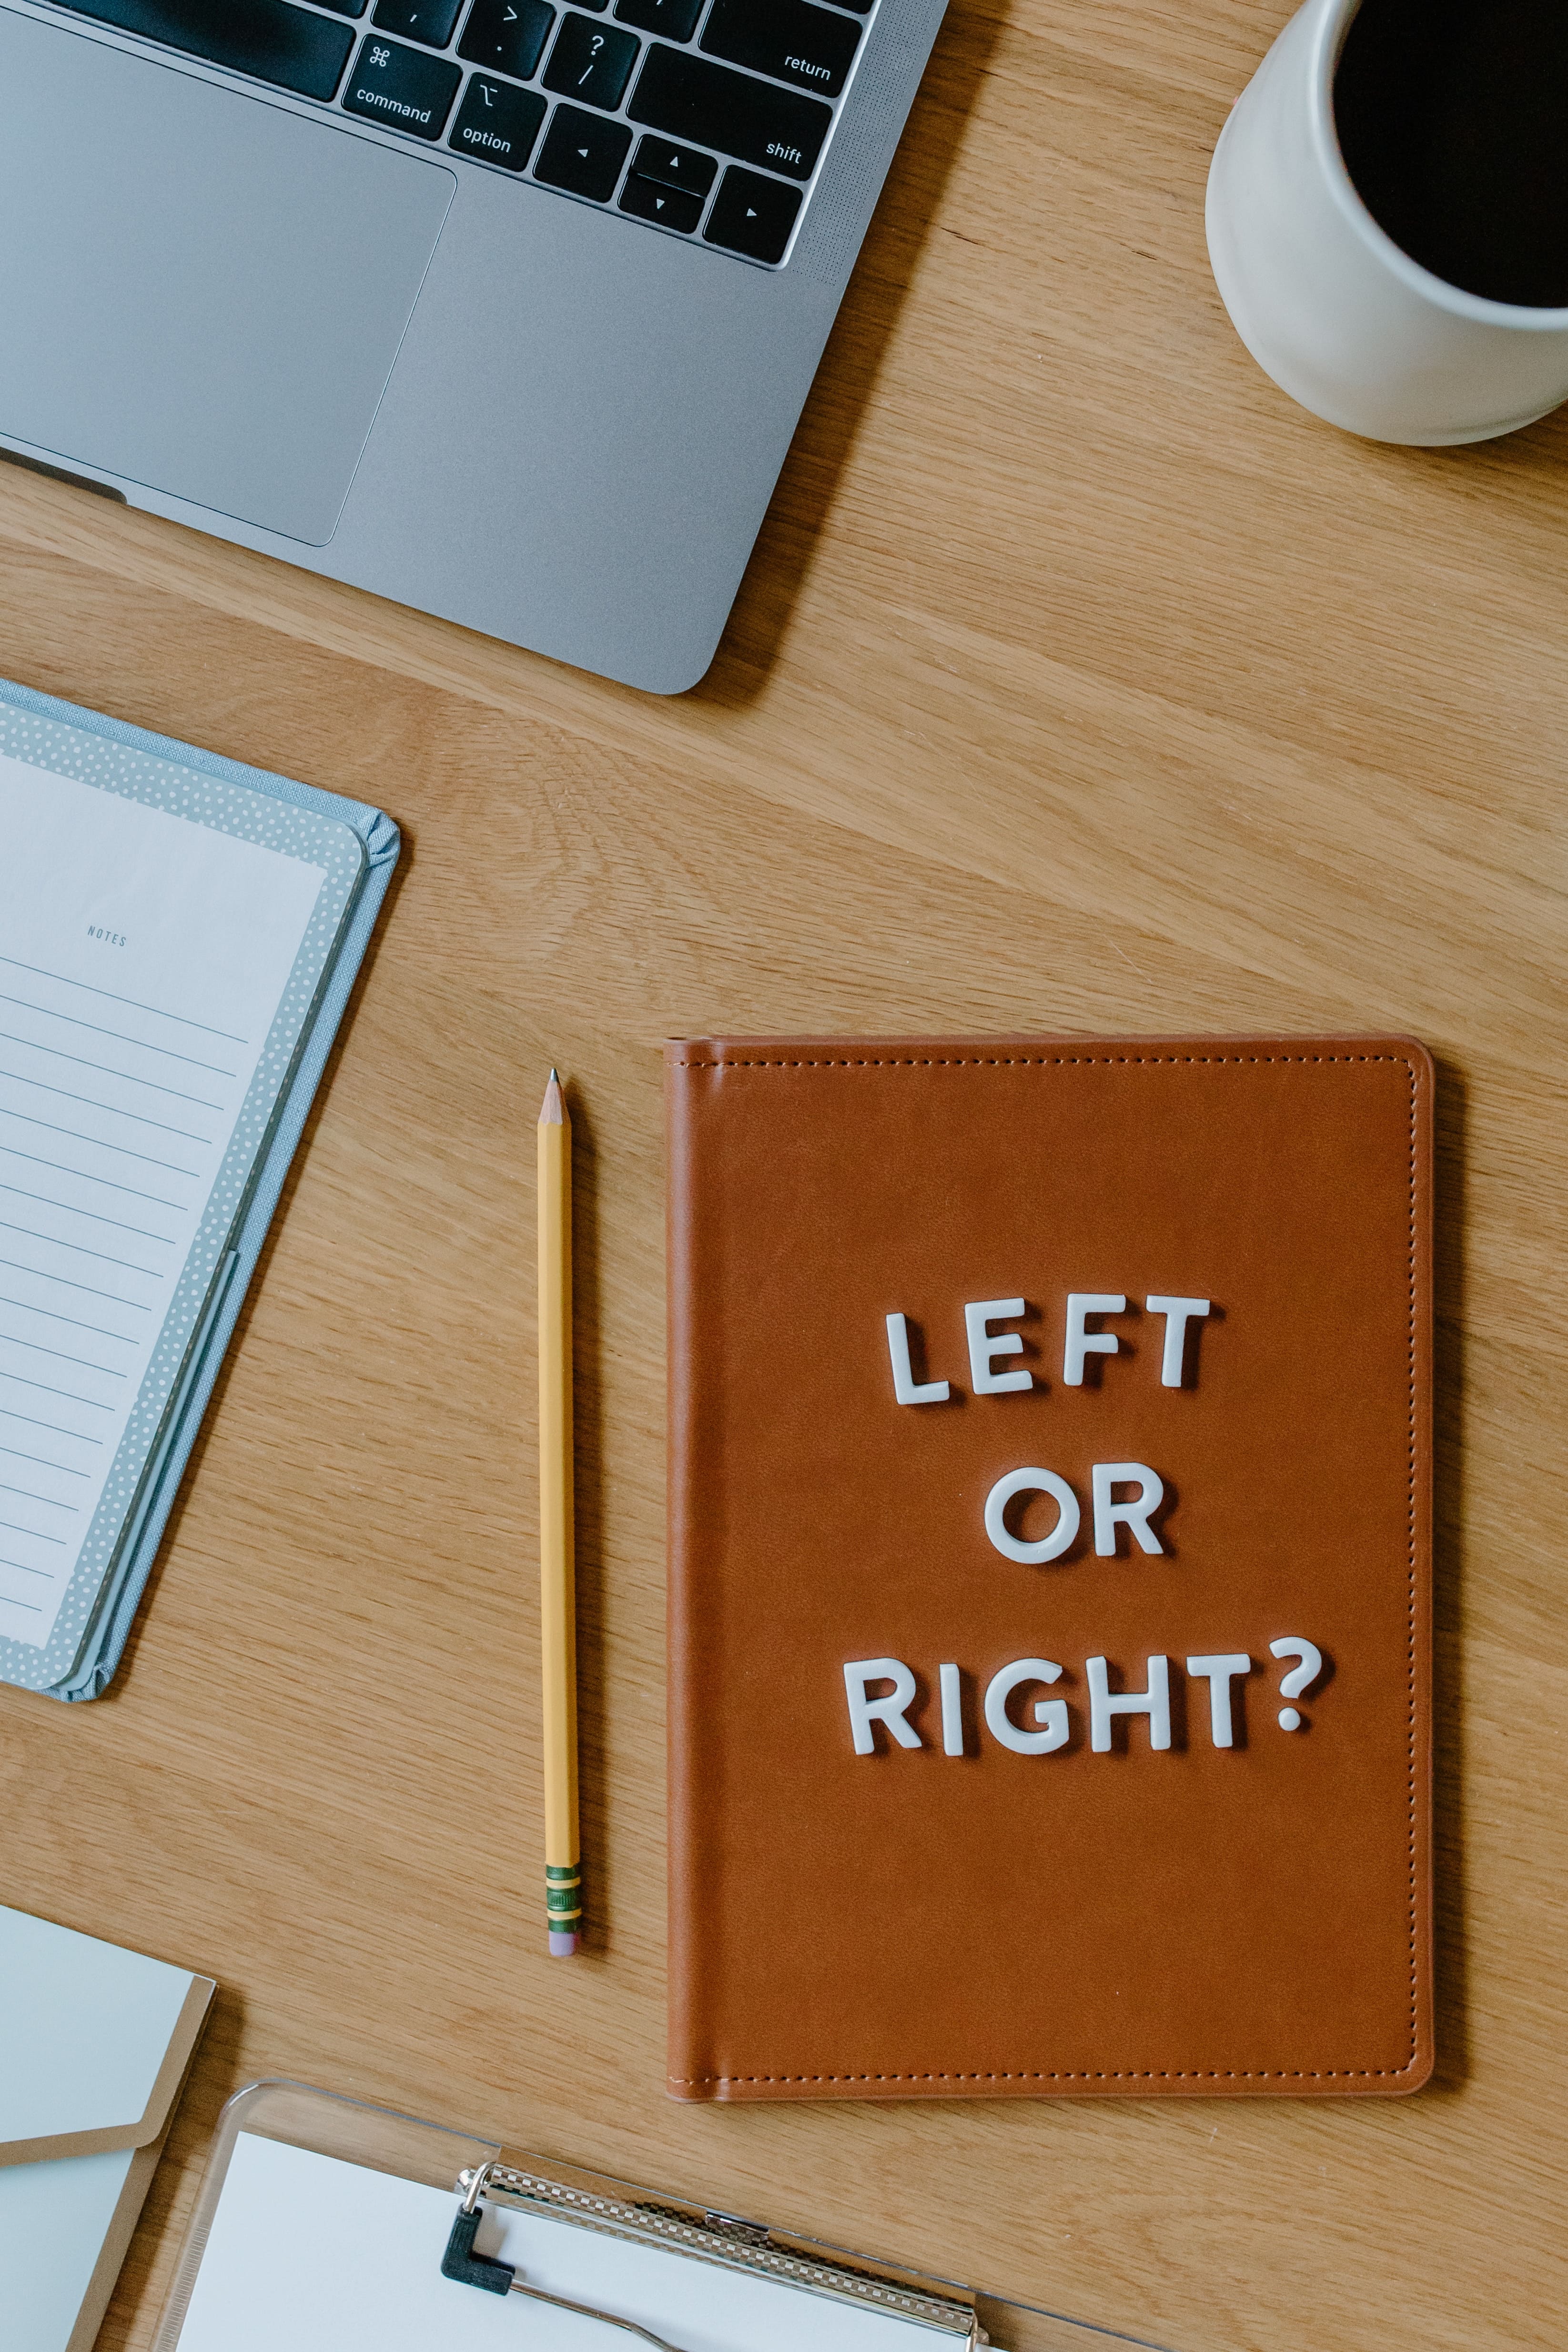 > ?
, . / return
⌘
command option shift
NOTES
LEFT
OR
RIGHT?